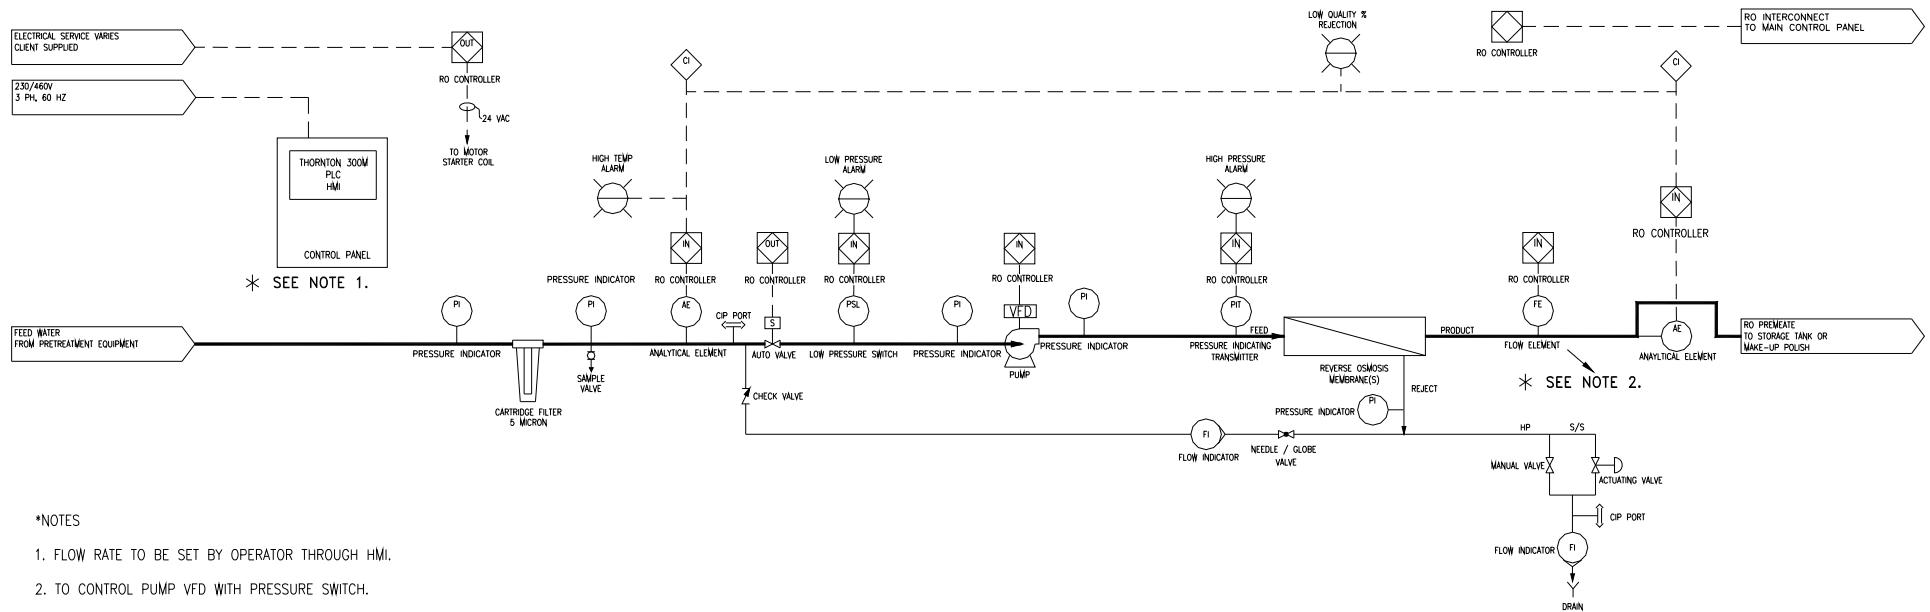 ELECTRICAL SERVICE VARIES
CLIENT SUPPLIED
OUT
RO CONTROLLER
24 VAC
TO MOTOR
STARTER COIL
230/460V
3 PH, 60 HZ
THORNTON 300M
PLC
HMI
CONTROL PANEL
* SEE NOTE 1.
CI
LOW QUALITY %
REJECTION
RO CONTROLLER
RO INTERCONNECT
TO MAIN CONTROL PANEL
CI
HIGH TEMP
ALARM
LOW PRESSURE
ALARM
HIGH PRESSURE
ALARM
IN
RO CONTROLLER
OUT
RO CONTROLLER
IN
RO CONTROLLER
IN
RO CONTROLLER
IN
RO CONTROLLER
IN
RO CONTROLLER
IN
RO CONTROLLER
FEED WATER
FROM PRETREATMENT EQUIPMENT
PI
PRESSURE INDICATOR
CARTRIDGE FILTER
5 MICRON
PRESSURE INDICATOR
PI
SAMPLE
VALVE
AE
ANALYTICAL ELEMENT
CIP PORT
S
AUTO VALVE
PSL
LOW PRESSURE SWITCH
PI
PRESSURE INDICATOR
VFD
PUMP
PI
PRESSURE INDICATOR
PIT
PRESSURE INDICATING
TRANSMITTER
FEED
REVERSE OSMOSIS
MEMBRANE(S)
PRODUCT
FE
FLOW ELEMENT
* SEE NOTE 2.
AE
ANAYLTICAL ELEMENT
RO PREMEATE
TO STORAGE TANK OR
MAKE-UP POLISH
REJECT
PI
PRESSURE INDICATOR
CHECK VALVE
FI
FLOW INDICATOR
NEEDLE / GLOBE
VALVE
HP
S/S
MANUAL VALVE
ACTUATING VALVE
CIP PORT
FLOW INDICATOR
FI
DRAIN
*NOTES
1. FLOW RATE TO BE SET BY OPERATOR THROUGH HMI.
2. TO CONTROL PUMP VFD WITH PRESSURE SWITCH.